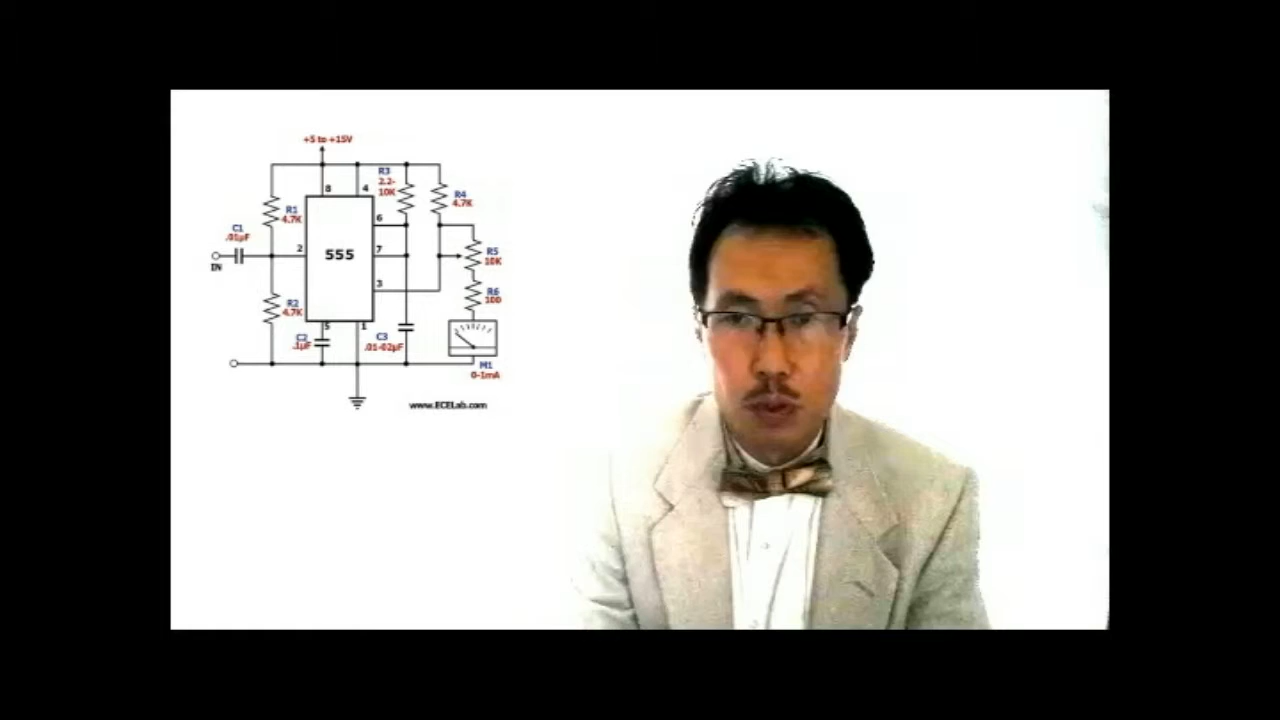 +5 to +15V
R3
2.2-
10K
8
4
R4
4.7K
R1
4.7K
6
C1
.01µF
2
555
7
R5
10K
IN
3
R6
100
R2
4.7K
5
1
C2
.1µF
C3
.01-02µF
M1
0-1mA
www.ECELab.com